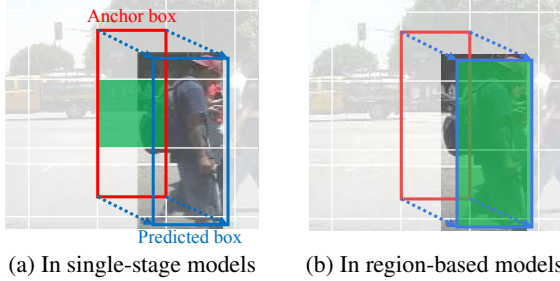 Anchor box
Predicted box
(a) In single-stage models
(b) In region-based models